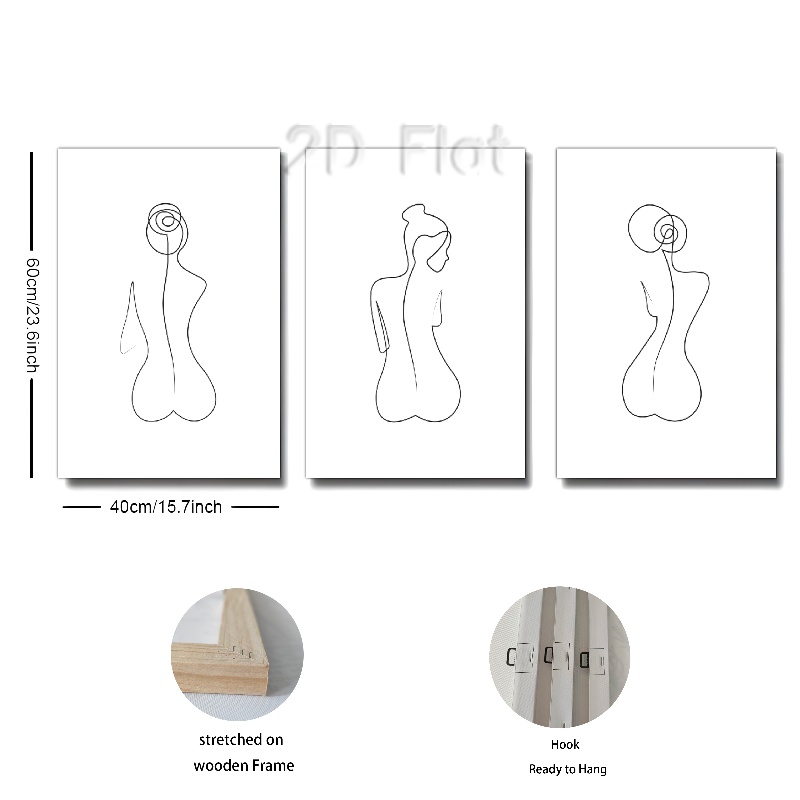 2D Flat
60cm/23.6inch
40cm/15.7inch
stretched on
wooden Frame
Hook
Ready to Hang